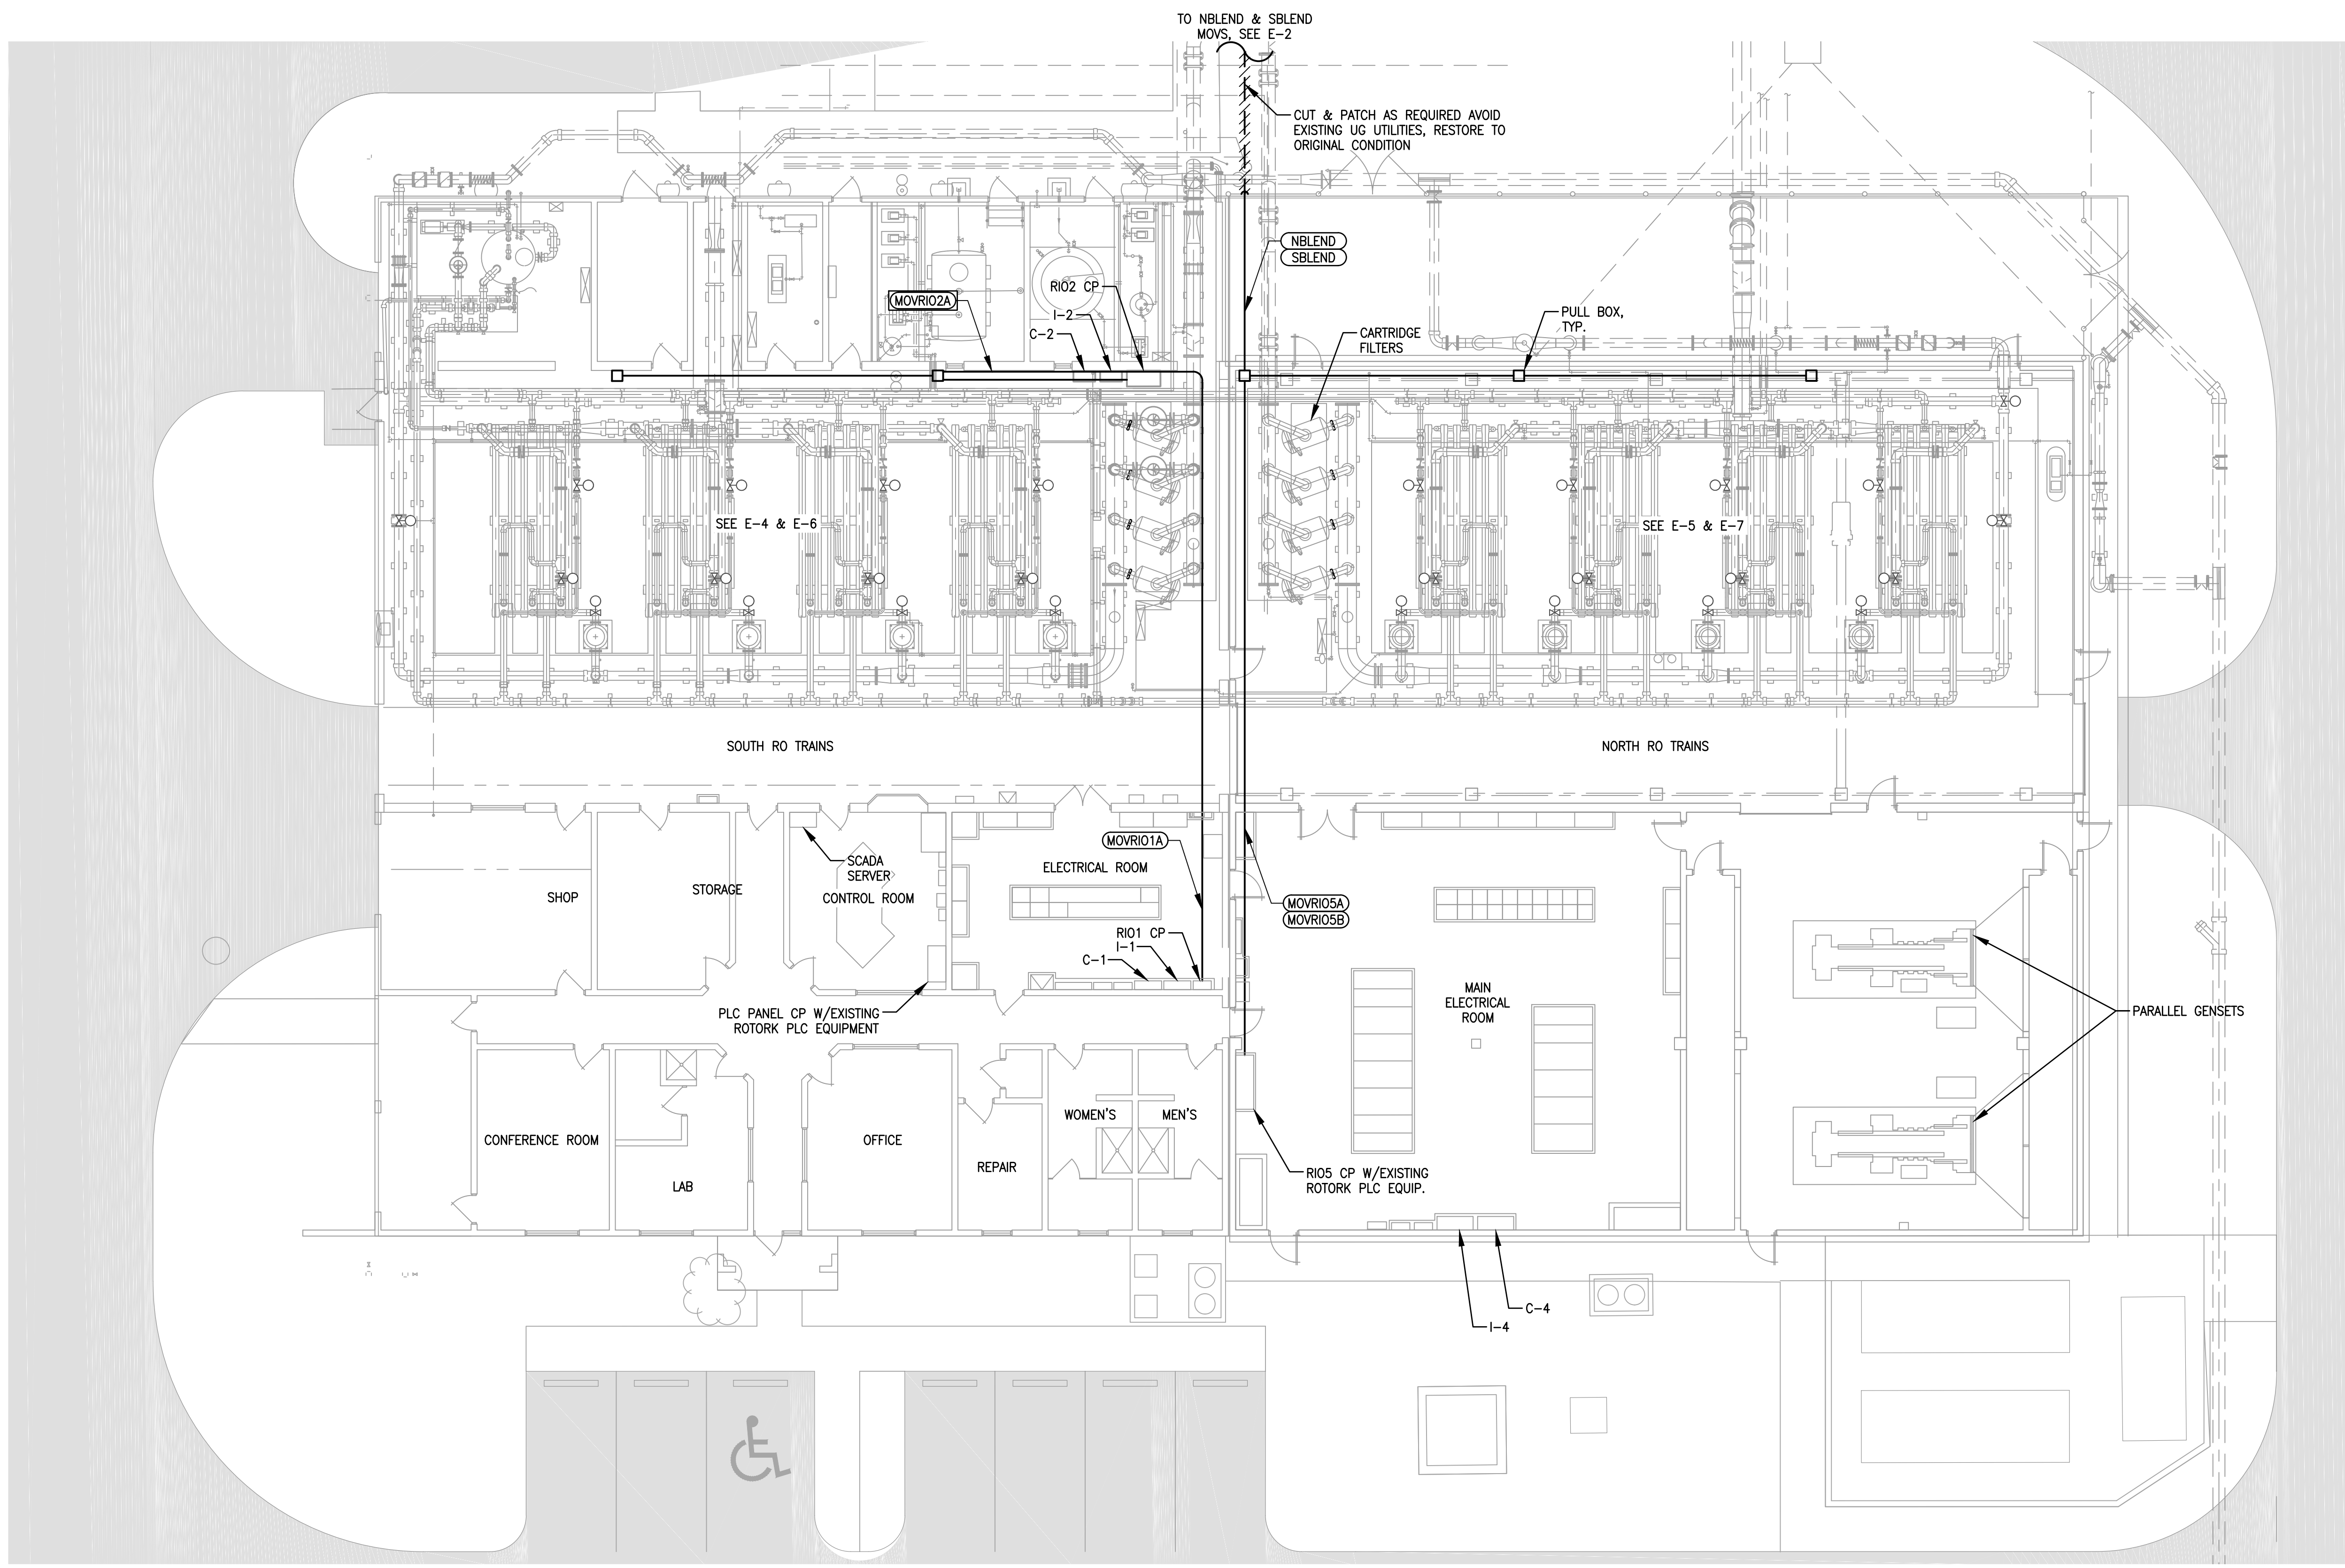 TO NBLEND & SBLEND
MOVS, SEE E-2
CUT & PATCH AS REQUIRED AVOID
EXISTING UG UTILITIES, RESTORE TO
ORIGINAL CONDITION
NBLEND
SBLEND
MOVRIO2A
RIO2 CP
I-2
C-2
PULL BOX,
TYP.
CARTRIDGE
FILTERS
SEE E-4 & E-6
SEE E-5 & E-7
SOUTH RO TRAINS
NORTH RO TRAINS
MOVRIO1A
SCADA
SERVER
ELECTRICAL ROOM
SHOP
STORAGE
CONTROL ROOM
MOVRIO5A
MOVRIO5B
RIO1 CP
I-1
C-1
PLC PANEL CP W/EXISTING
ROTORK PLC EQUIPMENT
MAIN
ELECTRICAL
ROOM
PARALLEL GENSETS
WOMEN'S
MEN'S
CONFERENCE ROOM
OFFICE
REPAIR
LAB
RIO5 CP W/EXISTING
ROTORK PLC EQUIP.
C-4
I-4